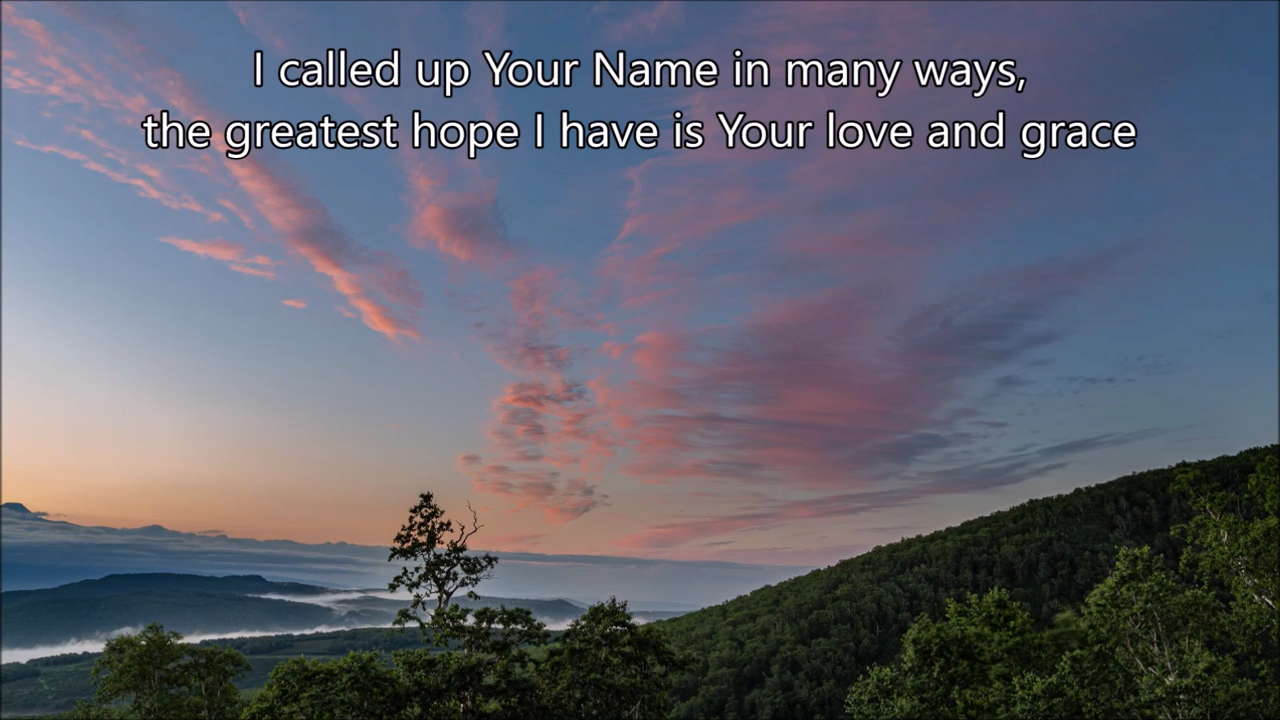 I called up Your Name in many ways,
the greatest hope I have is Your love and grace